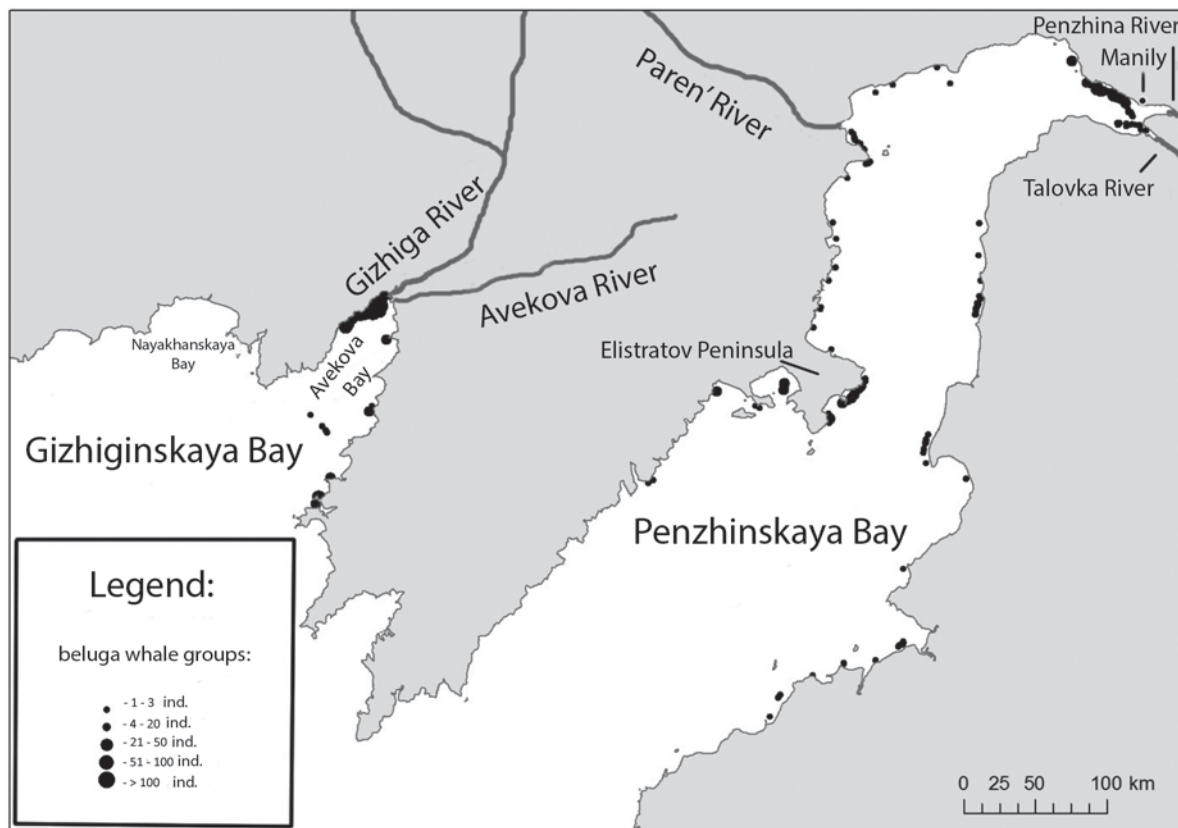 Penzhina River
Manily
Paren' River
Talovka River
Gizhiga River
Avekova River
Nayakhanskaya
Bay
Avekova
Bay
Elistratov Peninsula
Gizhiginskaya Bay
Penzhinskaya Bay
Legend:
beluga whale groups:
- 1 - 3 ind.
- 4 - 20 ind.
- 21 - 50 ind.
- 51 - 100 ind.
- > 100 ind.
0 25 50 100 km